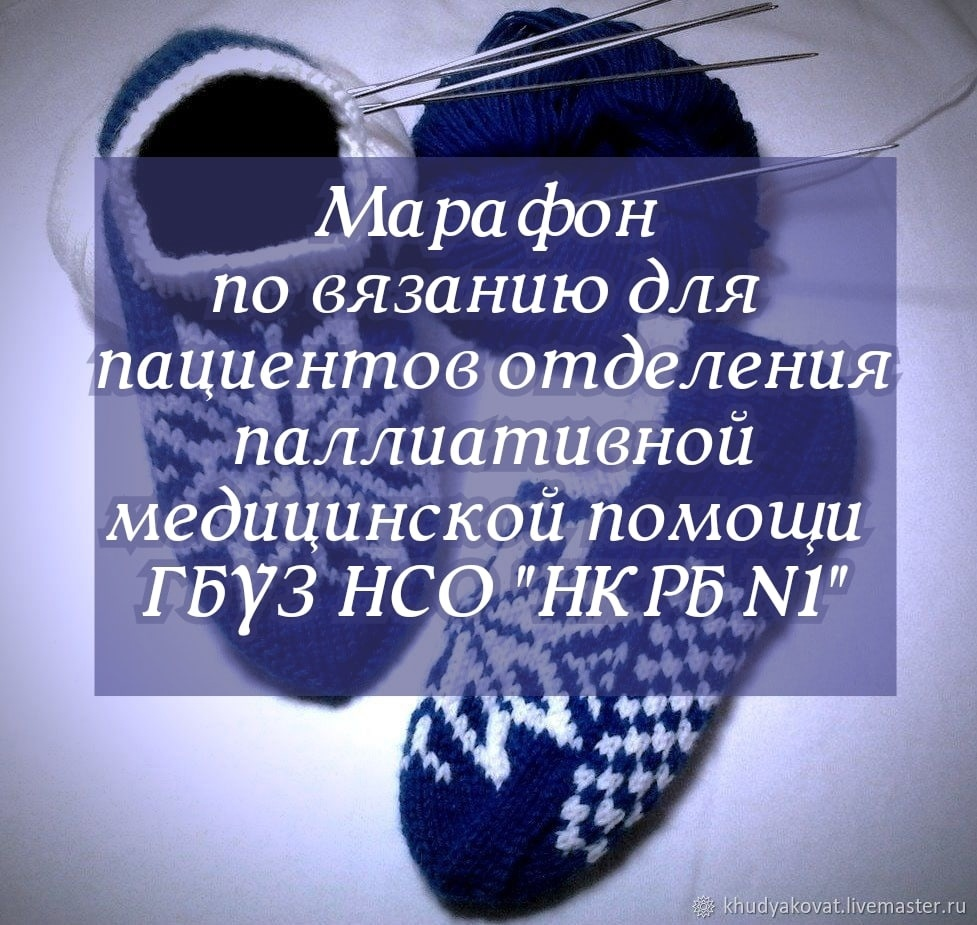 Марафон
по вязанию для
пациентов отделения
паллиативной
медицинской помощи
ГБУЗ НСО "НКРБ N1"
khudyakovat.livemaster.ru